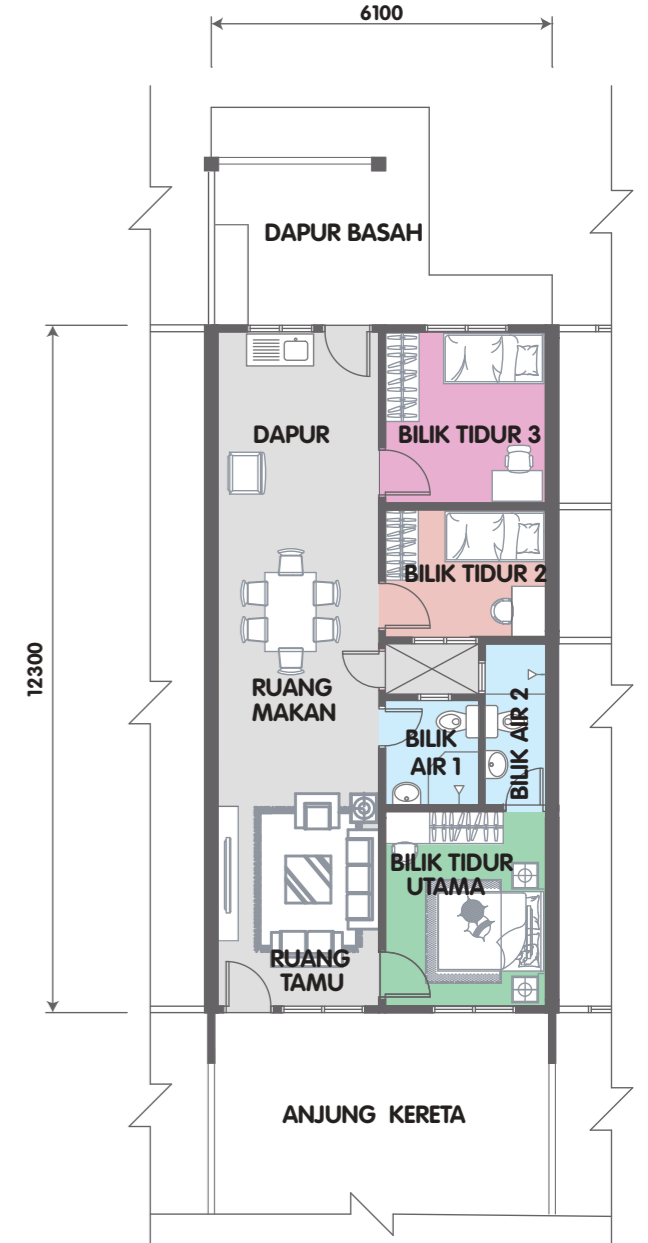 6100
DAPUR BASAH
DAPUR
BILIK TIDUR 3
BILIK TIDUR 2
12300
RUANG
MAKAN
BILIK
AIR 1
BILIK AIR 2
BILIK TIDUR
UTAMA
RUANG
TAMU
ANJUNG KERETA